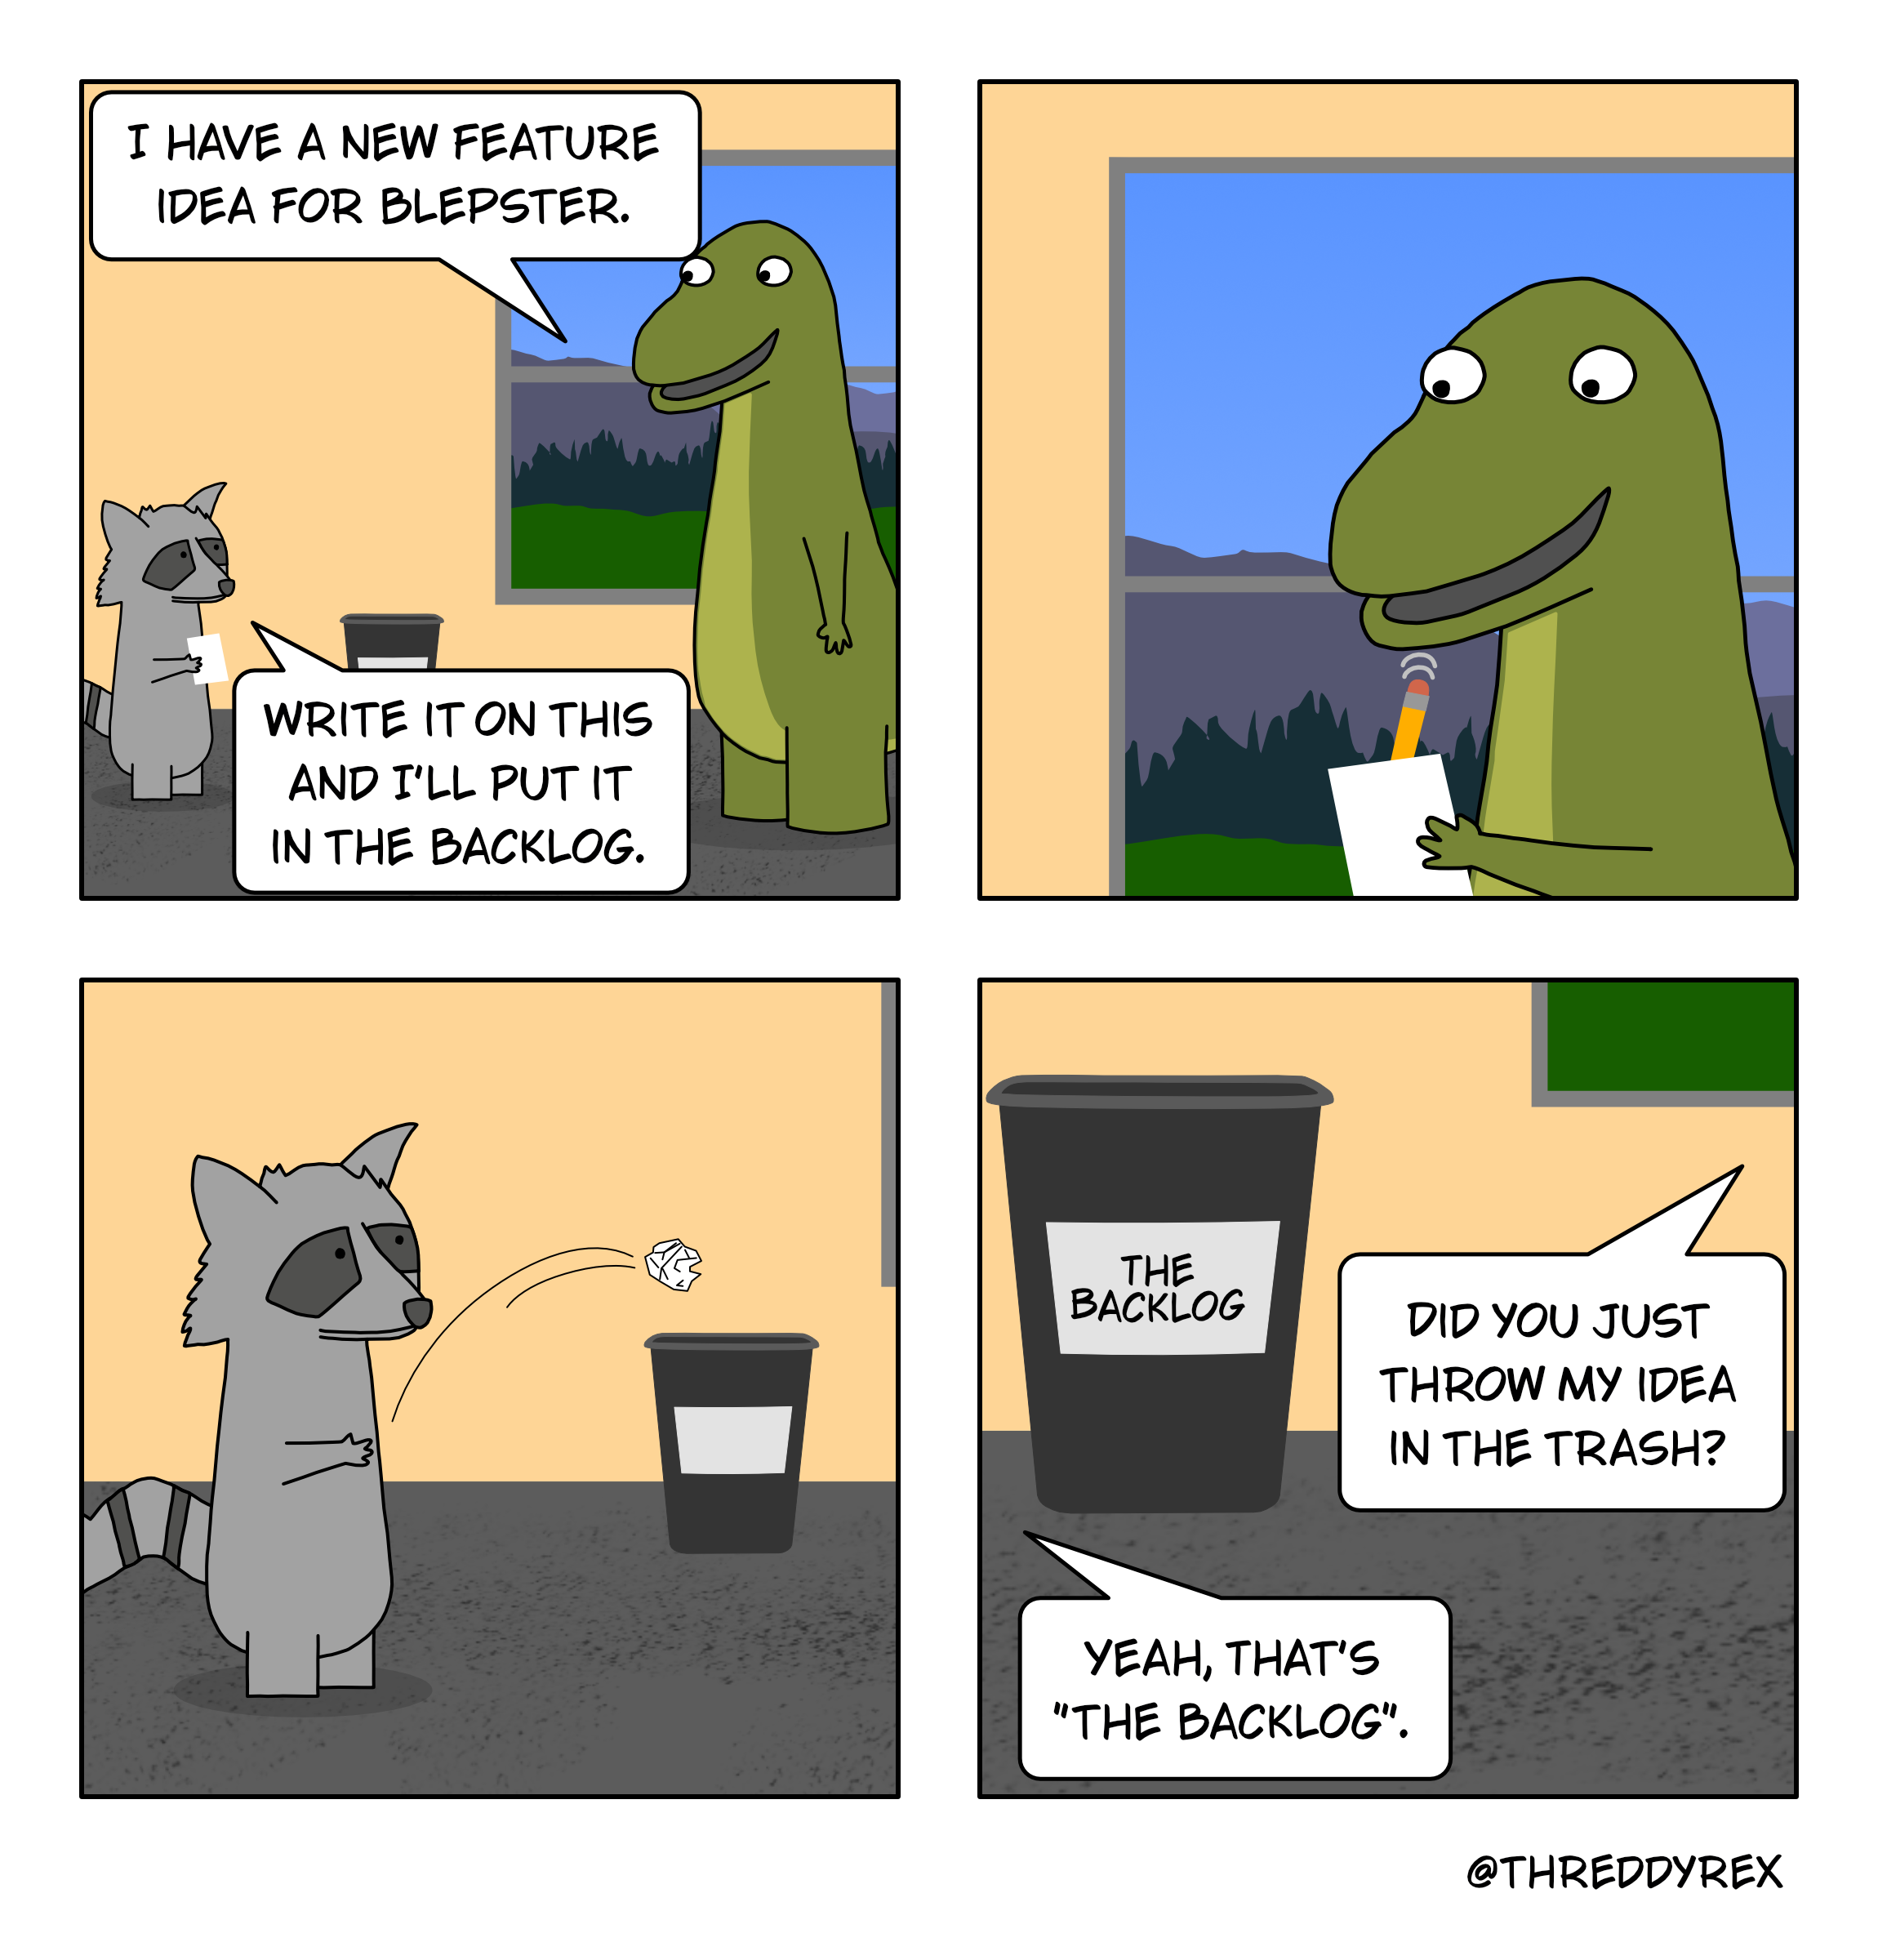 I HAVE A NEW FEATURE
IDEA FOR BLEPSTER.
WRITE IT ON THIS
AND I'LL PUT IT
IN THE BACKLOG.
THE
BACKLOG
DID YOU JUST
THROW MY IDEA
IN THE TRASH?
YEAH, THAT'S
"THE BACKLOG".
@THREDDYREX